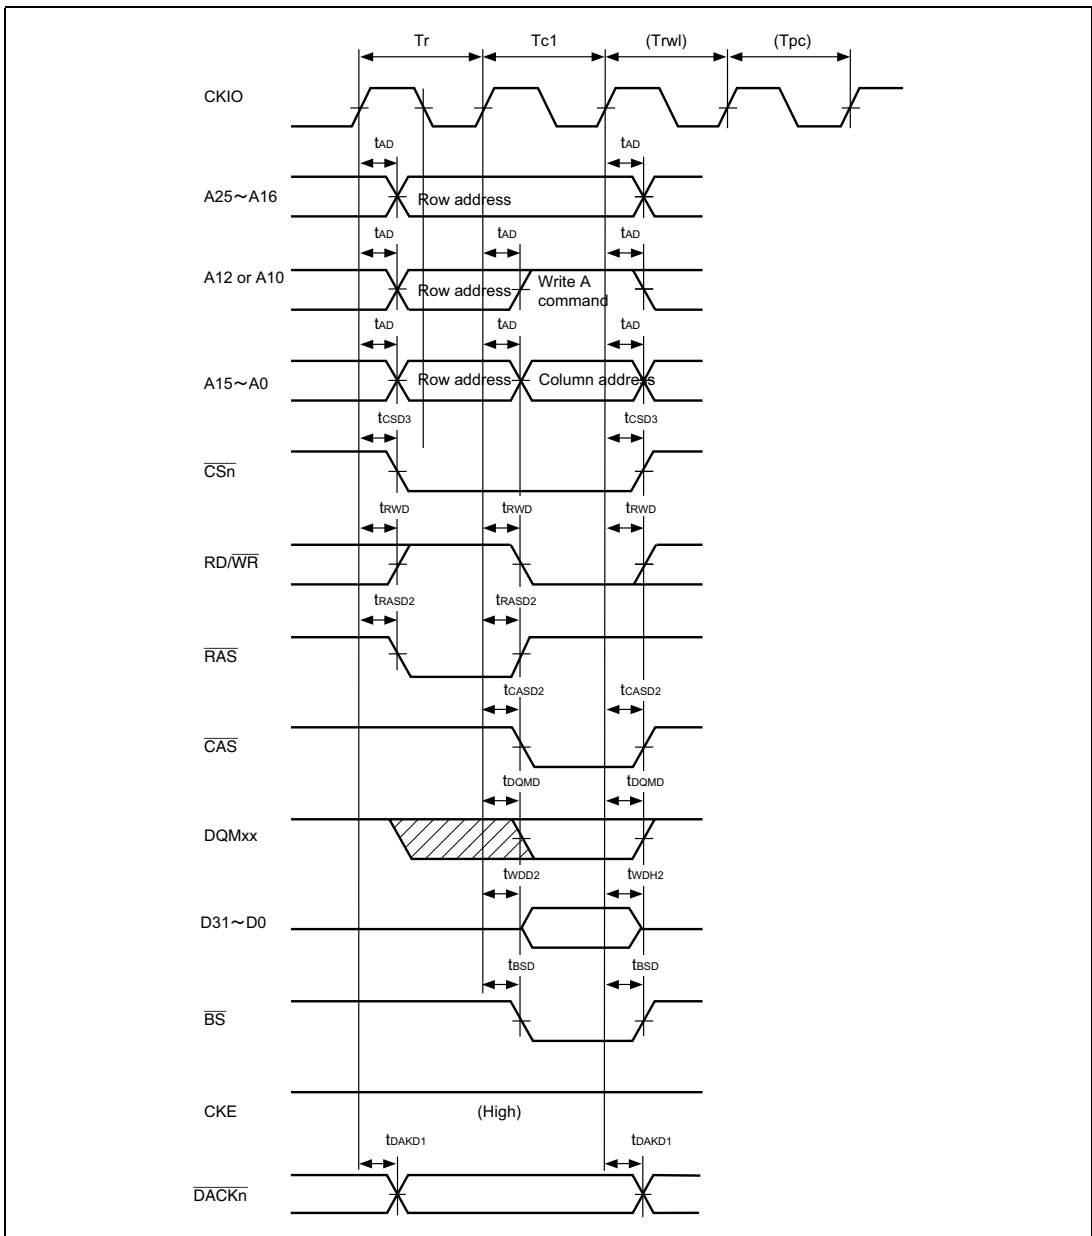 Tr Tc1 (Trwl) (Tpc)
CKIO
tAD tAD
A25～A16 Row address
tAD tAD tAD
A12 or A10 Row address Write A command
tAD tAD tAD
A15～A0 Row address Column address
tCSD3 tCSD3
CSn
tRWD tRWD tRWD
RD/WR
tRASD2 tRASD2
RAS
tCASD2 tCASD2
CAS
tDQMD tDQMD
DQMxx
tWDD2 tWDH2
D31～D0
tBSD tBSD
BS
CKE (High)
tDAKD1 tDAKD1
DACKn